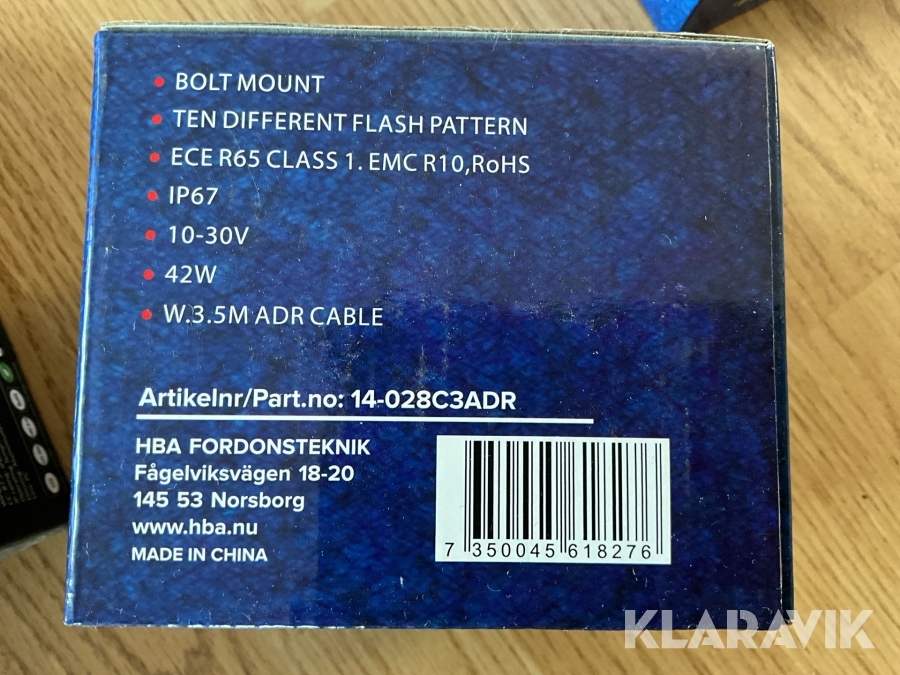 BOLT MOUNT
TEN DIFFERENT FLASH PATTERN
ECE R65 CLASS 1. EMC R10,RoHS
IP67
10-30V
42W
W.3.5M ADR CABLE
Artikelnr/Part.no: 14-028C3ADR
HBA FORDONSTEKNIK
Fågelviksvägen 18-20
145 53 Norsborg
www.hba.nu
MADE IN CHINA
7 350045 618276
KLARAVIK